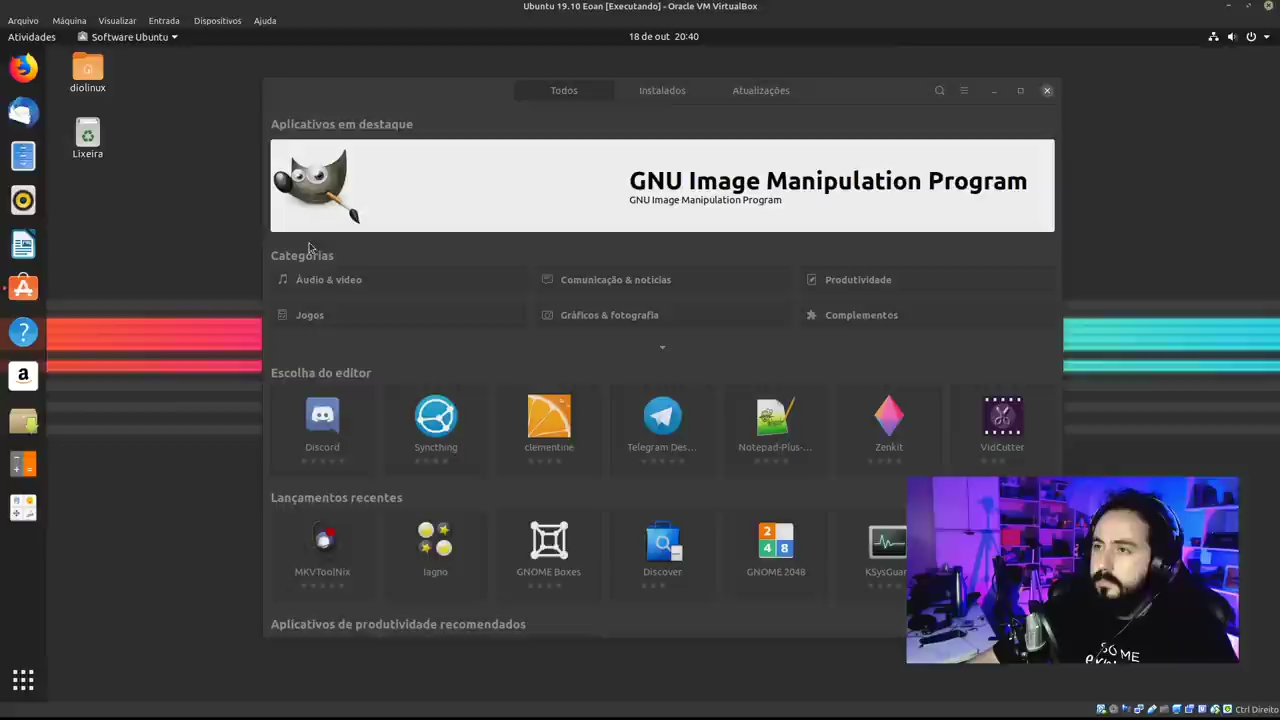 Ubuntu 19.10 Eoan [Executando] - Oracle VM VirtualBox
Arquivo Máquina Visualizar Entrada Dispositivos Ajuda
Atividades Software Ubuntu 18 de out 20:40
diolinux
Lixeira
Todos Instalados Atualizações
Aplicativos em destaque
GNU Image Manipulation Program
GNU Image Manipulation Program
Categorias
Áudio & vídeo Comunicação & notícias Produtividade
Jogos Gráficos & fotografia Complementos
Escolha do editor
Discord Syncthing clementine Telegram Des... Notepad-Plus-... Zenkit VidCutter
Lançamentos recentes
MKVToolNix Iagno GNOME Boxes Discover GNOME 2048 KSysGuar
Aplicativos de produtividade recomendados
SOME
Ctrl Direito